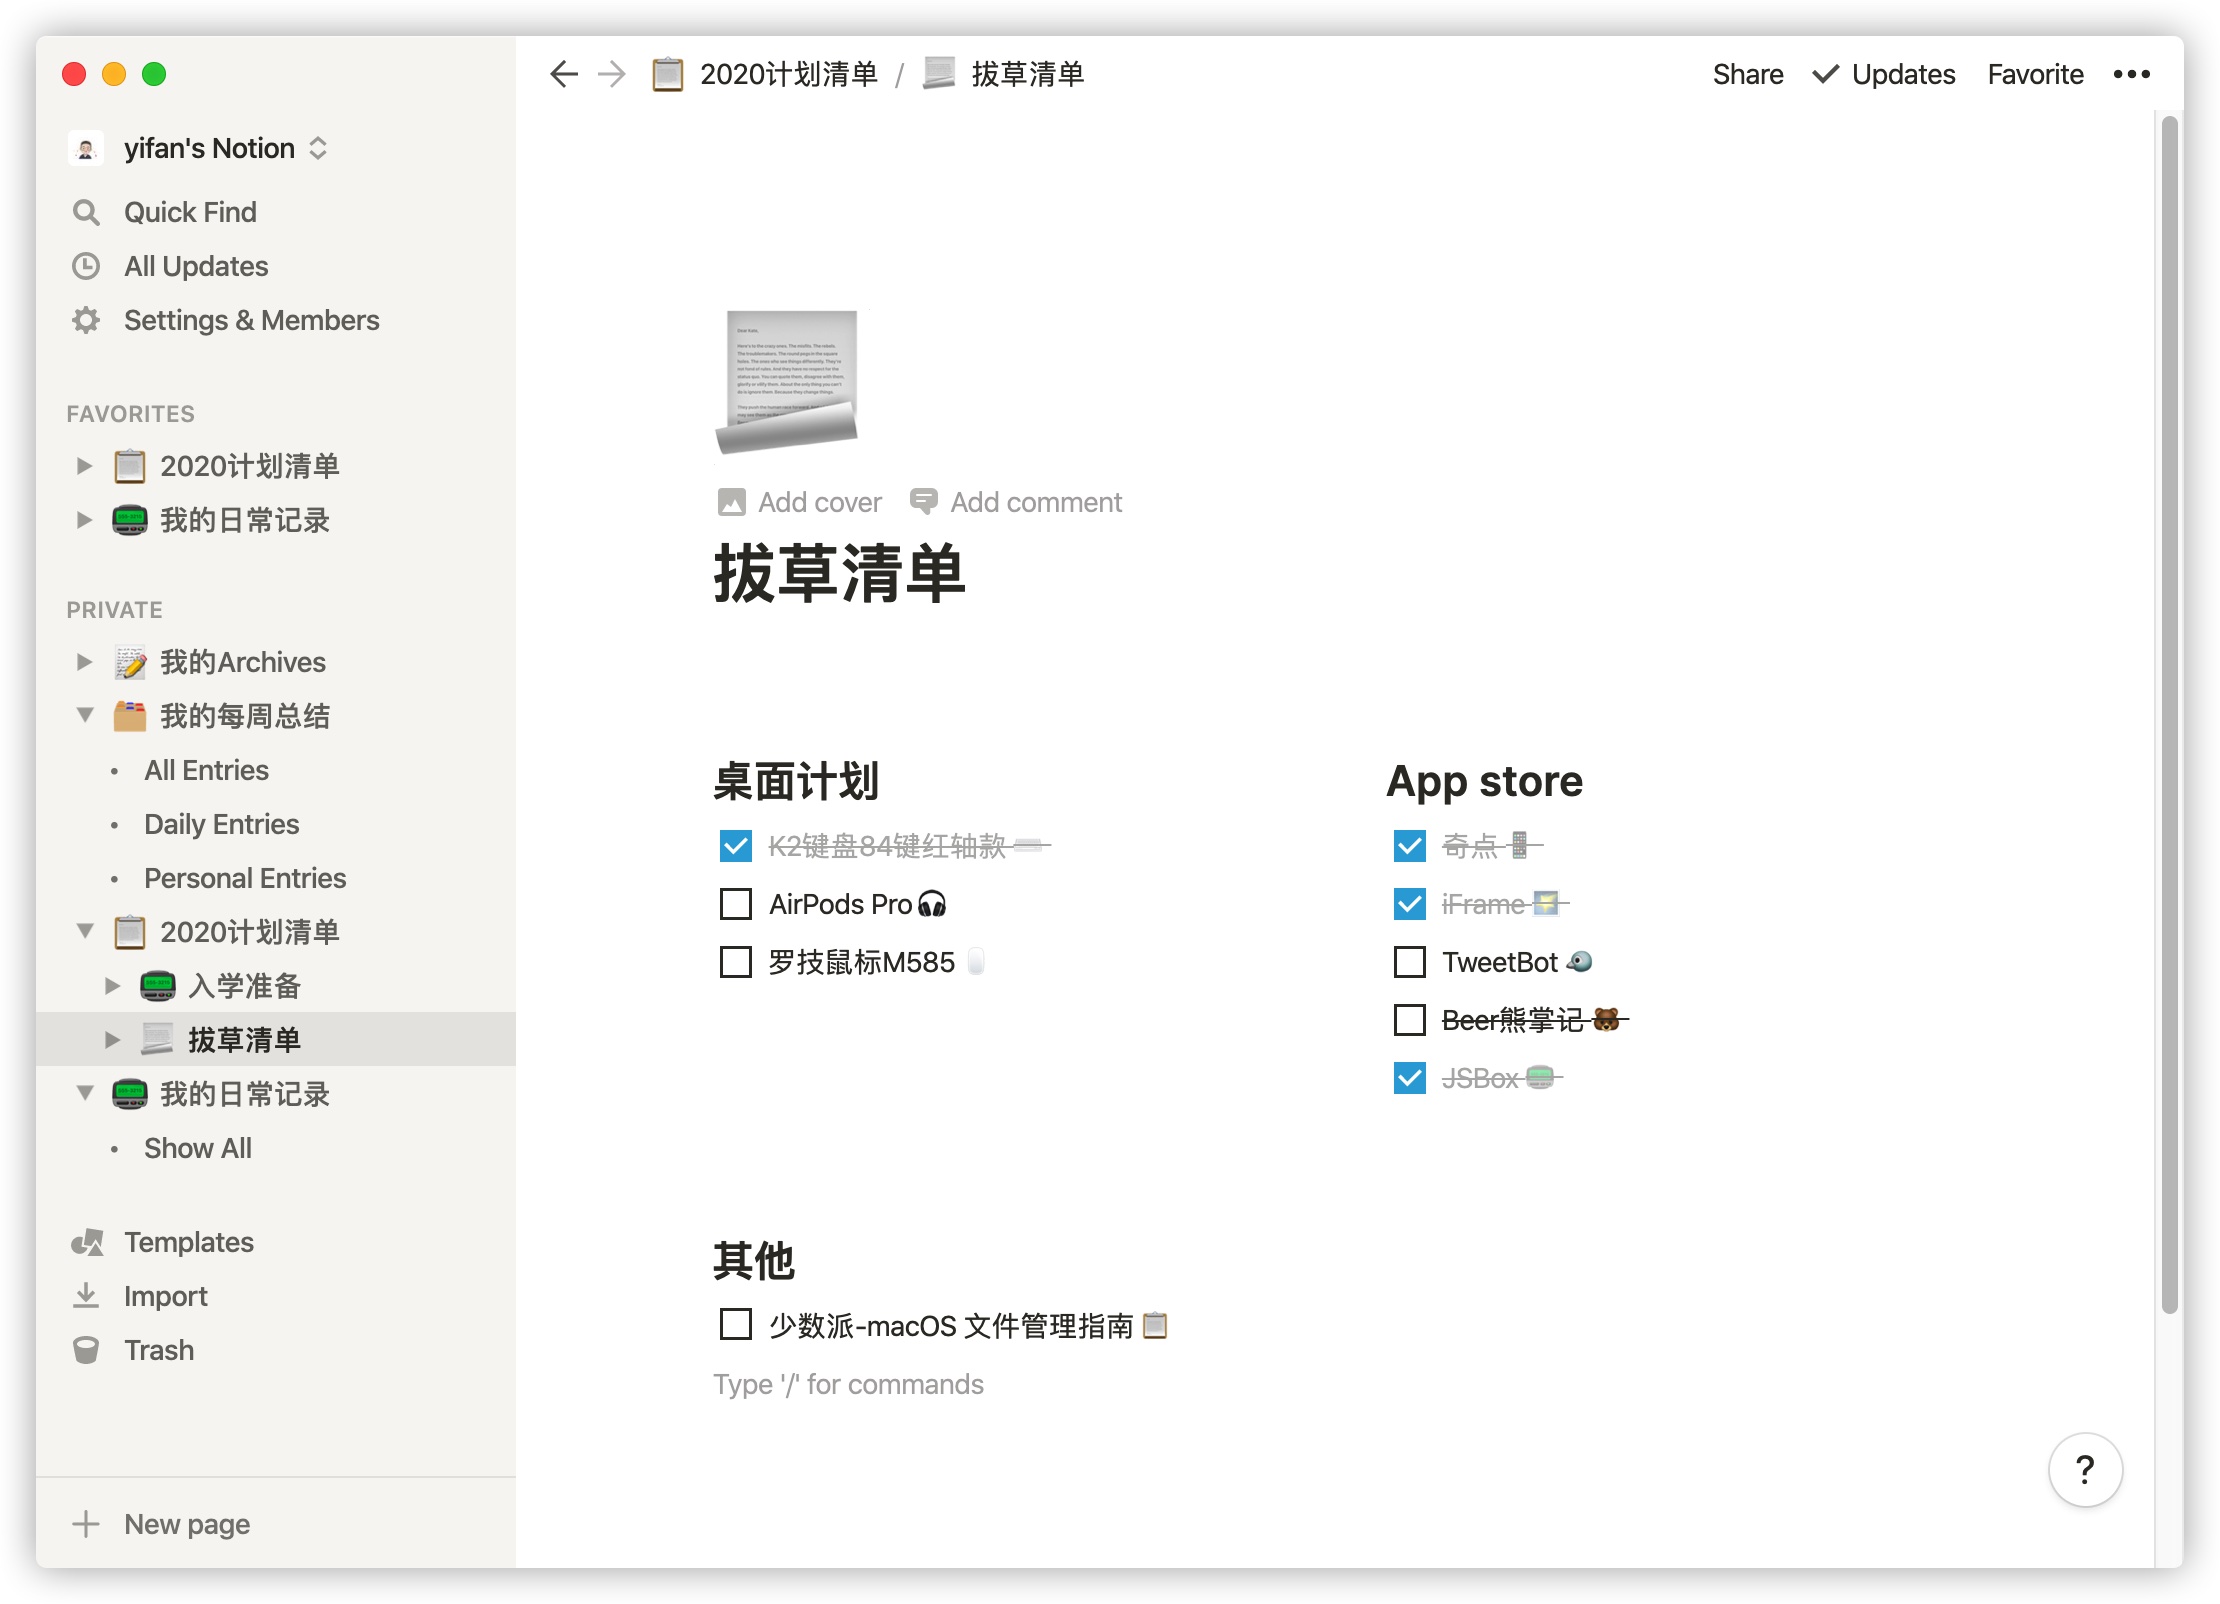 2020计划清单 / 拔草清单
Share Updates Favorite
yifan's Notion
Quick Find
All Updates
Settings & Members
FAVORITES
2020计划清单
我的日常记录
PRIVATE
我的Archives
我的每周总结
All Entries
Daily Entries
Personal Entries
2020计划清单
入学准备
拔草清单
我的日常记录
Show All
Templates
Import
Trash
New page
Add cover Add comment
拔草清单
桌面计划
K2键盘84键红轴款
AirPods Pro
罗技鼠标M585
App store
奇点
iFrame
TweetBot
Beer熊掌记
JSBox
其他
少数派-macOS 文件管理指南
Type '/' for commands
?